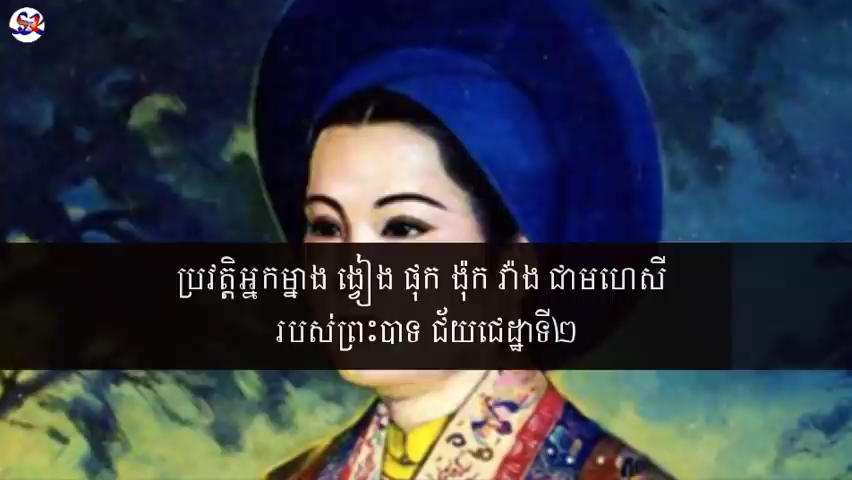 ប្រវត្តិអ្នកម្នាង ង្វៀង ផុក ង៉ុក វ៉ាង ជាមហេសី
របស់ព្រះបាទ ជ័យជេដ្ឋាទី២